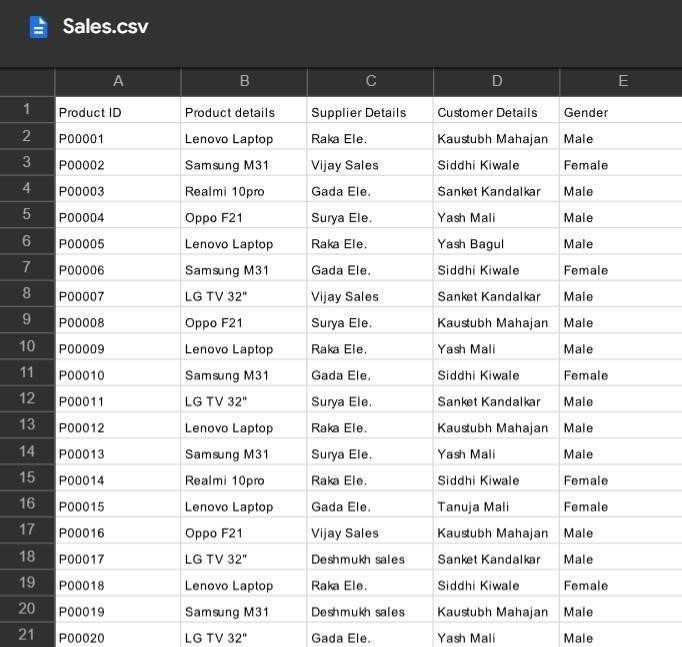 Sales.csv
A B C D E
1 Product ID Product details Supplier Details Customer Details Gender
2 P00001 Lenovo Laptop Raka Ele. Kaustubh Mahajan Male
3 P00002 Samsung M31 Vijay Sales Siddhi Kiwale Female
4 P00003 Realmi 10pro Gada Ele. Sanket Kandalkar Male
5 P00004 Oppo F21 Surya Ele. Yash Mali Male
6 P00005 Lenovo Laptop Raka Ele. Yash Bagul Male
7 P00006 Samsung M31 Gada Ele. Siddhi Kiwale Female
8 P00007 LG TV 32" Vijay Sales Sanket Kandalkar Male
9 P00008 Oppo F21 Surya Ele. Kaustubh Mahajan Male
10 P00009 Lenovo Laptop Raka Ele. Yash Mali Male
11 P00010 Samsung M31 Gada Ele. Siddhi Kiwale Female
12 P00011 LG TV 32" Surya Ele. Sanket Kandalkar Male
13 P00012 Lenovo Laptop Raka Ele. Kaustubh Mahajan Male
14 P00013 Samsung M31 Surya Ele. Yash Mali Male
15 P00014 Realmi 10pro Raka Ele. Siddhi Kiwale Female
16 P00015 Lenovo Laptop Gada Ele. Tanuja Mali Female
17 P00016 Oppo F21 Vijay Sales Kaustubh Mahajan Male
18 P00017 LG TV 32" Deshmukh sales Sanket Kandalkar Male
19 P00018 Lenovo Laptop Raka Ele. Siddhi Kiwale Female
20 P00019 Samsung M31 Deshmukh sales Kaustubh Mahajan Male
21 P00020 LG TV 32" Gada Ele. Yash Mali Male